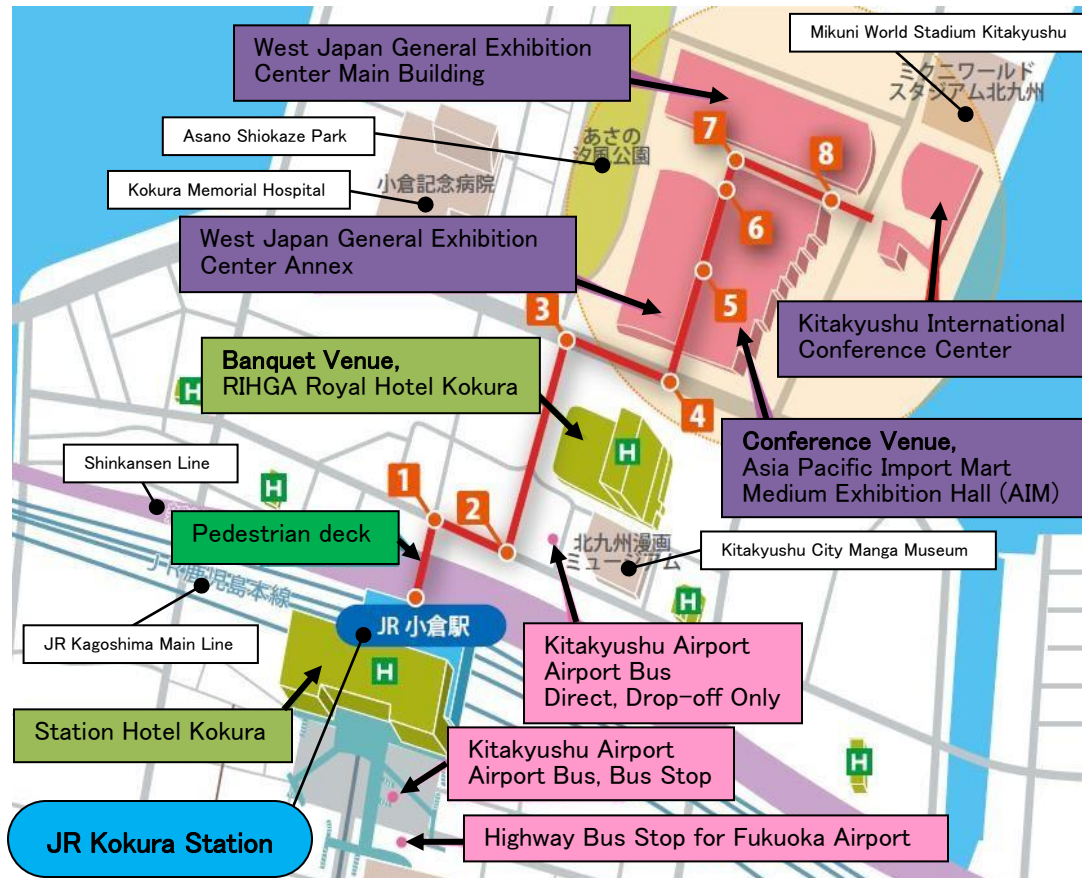 West Japan General Exhibition
Center Main Building
Mikuni World Stadium Kitakyushu
ミクニワールド
スタジアム北九州
Asano Shiokaze Park
あさの
汐風公園
7
8
Kokura Memorial Hospital
小倉記念病院
6
West Japan General Exhibition
Center Annex
5
3
Kitakyushu International
Conference Center
Banquet Venue,
RIHGA Royal Hotel Kokura
4
H
H
Conference Venue,
Asia Pacific Import Mart
Medium Exhibition Hall (AIM)
Shinkansen Line
H
1
2
Pedestrian deck
北九州漫画
ミュージアム
Kitakyushu City Manga Museum
JR鹿児島本線
H
JR 小倉駅
JR Kagoshima Main Line
Kitakyushu Airport
Airport Bus
Direct, Drop-off Only
H
Station Hotel Kokura
Kitakyushu Airport
Airport Bus, Bus Stop
H
JR Kokura Station
Highway Bus Stop for Fukuoka Airport